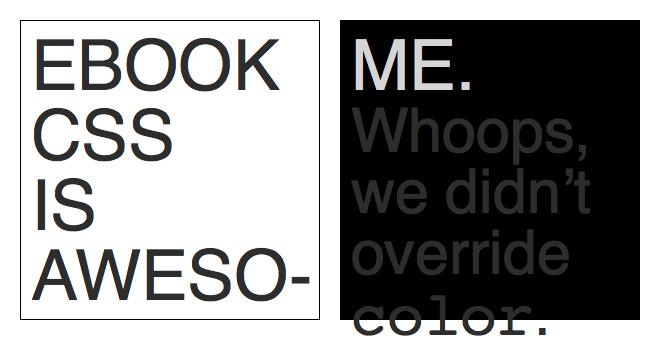 EBOOK
CSS
IS
AWESO-
ME.
Whoops,
we didn’t
override
color.